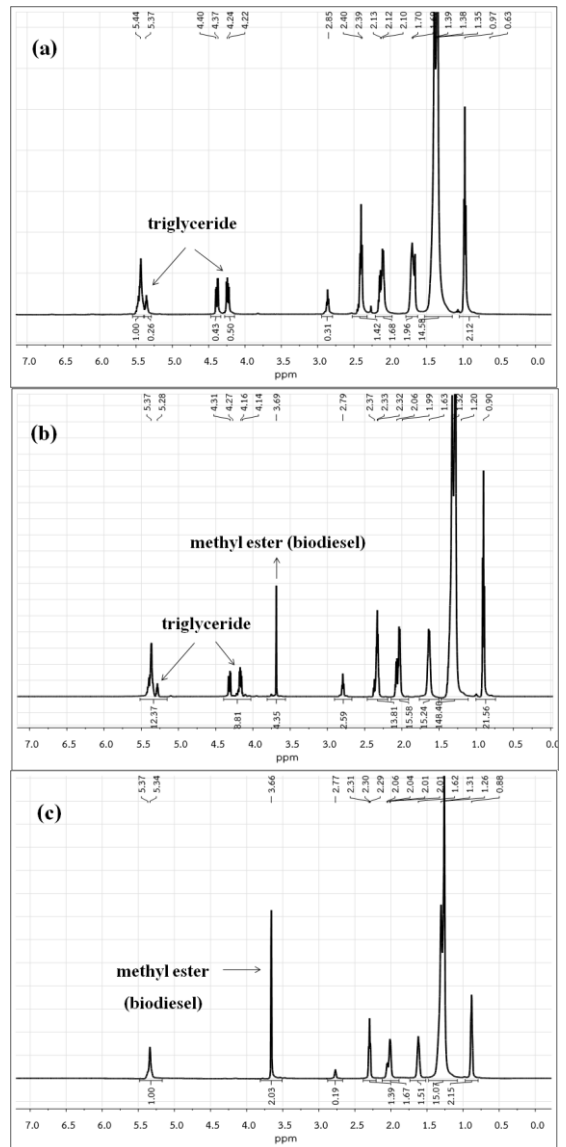 5.44 5.37 4.40 4.37 4.24 4.22 2.85 2.40 2.39 2.13 2.12 2.10 1.70 1.39 1.38 1.35 0.97 0.63
(a)
triglyceride
1.00 0.26 0.43 0.50 0.31 1.42 1.68 1.96 14.58 2.12
7.0 6.5 6.0 5.5 5.0 4.5 4.0 3.5 3.0 2.5 2.0 1.5 1.0 0.5 0.0
ppm
5.37 5.28 4.31 4.27 4.16 4.14 3.69 2.79 2.37 2.33 2.32 2.06 1.99 1.63 1.32 1.20 0.90
(b)
methyl ester (biodiesel)
triglyceride
12.37 8.81 4.35 2.59 13.81 15.58 15.24 148.40 21.56
7.0 6.5 6.0 5.5 5.0 4.5 4.0 3.5 3.0 2.5 2.0 1.5 1.0 0.5 0.0
ppm
5.37 5.34 3.66 2.77 2.31 2.30 2.29 2.06 2.04 2.01 2.01 1.62 1.31 1.26 0.88
(c)
methyl ester
(biodiesel)
1.00 2.03 0.19 1.39 1.67 1.51 15.07 2.15
7.0 6.5 6.0 5.5 5.0 4.5 4.0 3.5 3.0 2.5 2.0 1.5 1.0 0.5 0.0
ppm